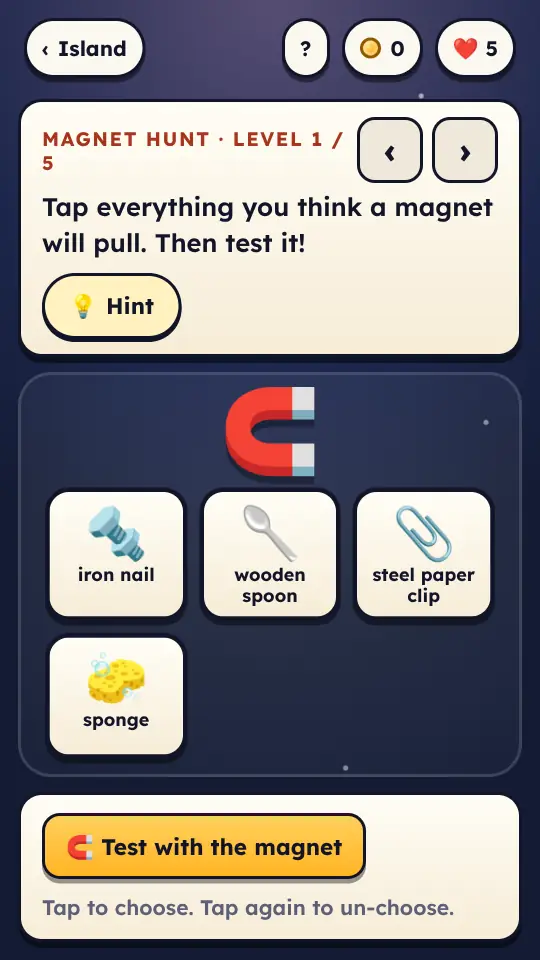 ‹ Island
?
0
5
MAGNET HUNT · LEVEL 1 /
5
‹
›
Tap everything you think a magnet
will pull. Then test it!
Hint
iron nail
wooden
spoon
steel paper
clip
sponge
Test with the magnet
Tap to choose. Tap again to un-choose.